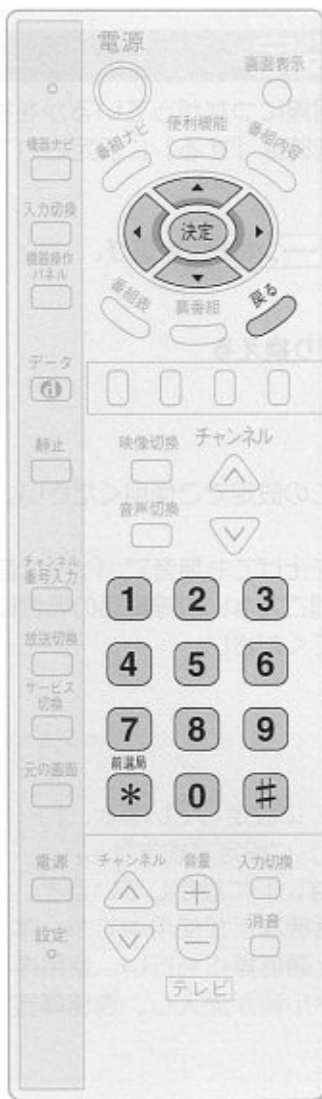 電源
画面表示
機器ナビ
番組ナビ
便利機能
番組内容
入力切換
決定
機器操作
パネル
番組表
裏番組
戻る
データ
d
静止
映像切換
チャンネル
音声切換
チャンネル
番号入力
1 2 3
放送切換
4 5 6
サービス
切換
7 8 9
元の画面
前選局
* 0 #
電源
チャンネル
音量
入力切換
+
設定
−
消音
テレビ